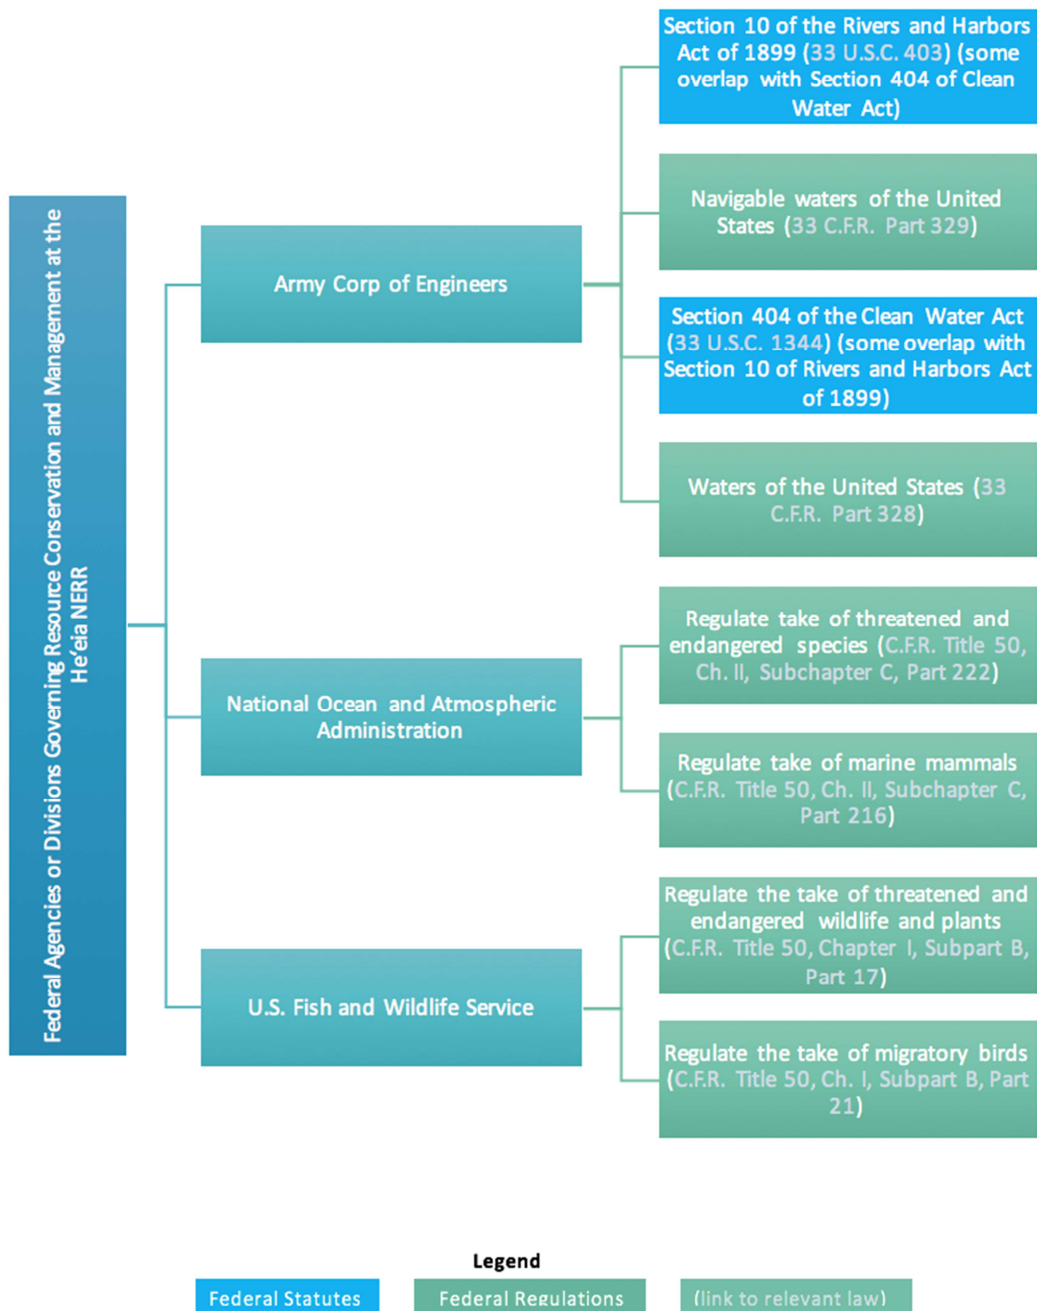 Federal Agencies or Divisions Governing Resource Conservation and Management at the
Heʻeia NERR
Army Corp of Engineers
Section 10 of the Rivers and Harbors
Act of 1899 (33 U.S.C. 403) (some
overlap with Section 404 of Clean
Water Act)
Navigable waters of the United
States (33 C.F.R. Part 329)
Section 404 of the Clean Water Act
(33 U.S.C. 1344) (some overlap with
Section 10 of Rivers and Harbors Act
of 1899)
Waters of the United States (33
C.F.R. Part 328)
National Ocean and Atmospheric
Administration
Regulate take of threatened and
endangered species (C.F.R. Title 50,
Ch. II, Subchapter C, Part 222)
Regulate take of marine mammals
(C.F.R. Title 50, Ch. II, Subchapter C,
Part 216)
U.S. Fish and Wildlife Service
Regulate the take of threatened and
endangered wildlife and plants
(C.F.R. Title 50, Chapter I, Subpart B,
Part 17)
Regulate the take of migratory birds
(C.F.R. Title 50, Ch. I, Subpart B, Part
21)
Legend
Federal Statutes
Federal Regulations
(link to relevant law)